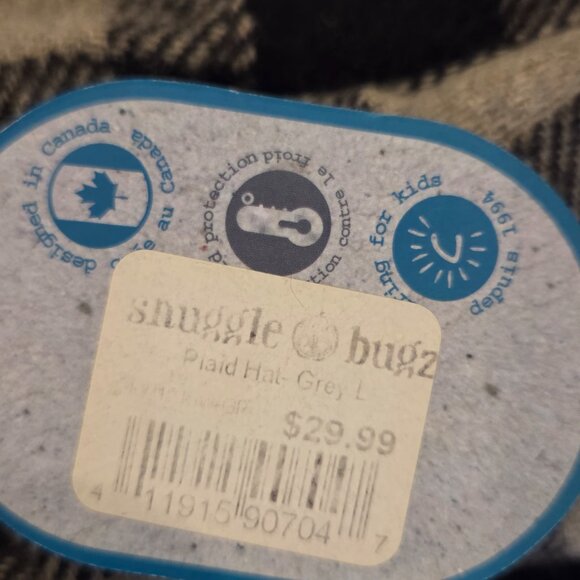 designed in Canada
au Canada
protection
froid
contre le
for kids
depuis 1994
snuggle bugz
Plaid Hat- Grey L
$29.99
4 11915 90704 7